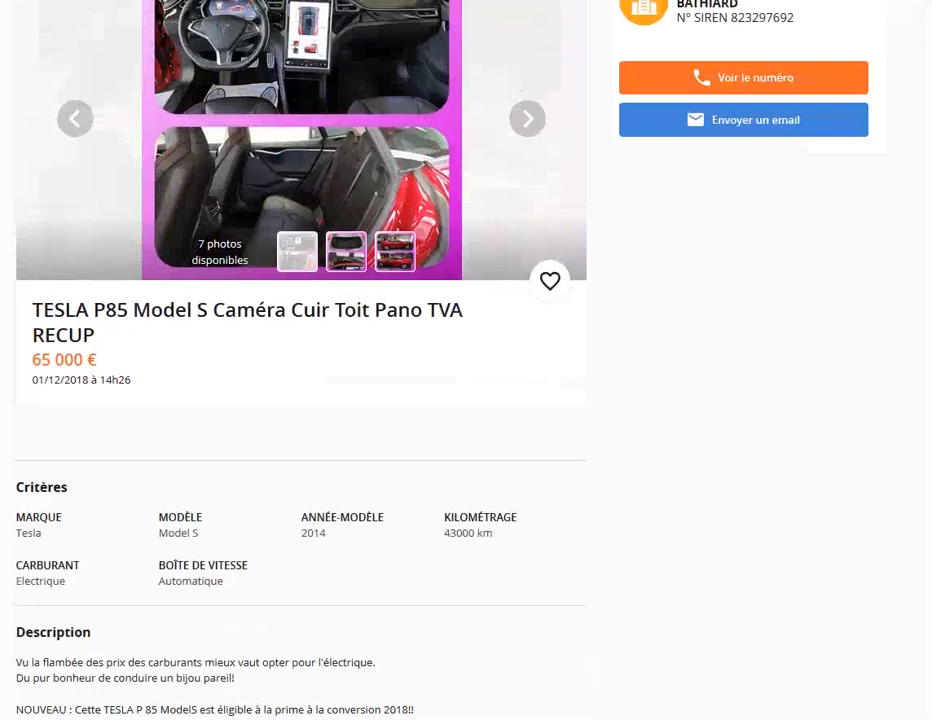 BATHIARD
N° SIREN 823297692
Voir le numéro
Envoyer un email
7 photos
disponibles
TESLA P85 Model S Caméra Cuir Toit Pano TVA
RECUP
65 000 €
01/12/2018 à 14h26
Critères
MARQUE
Tesla
MODÈLE
Model S
ANNÉE-MODÈLE
2014
KILOMÉTRAGE
43000 km
CARBURANT
Electrique
BOÎTE DE VITESSE
Automatique
Description
Vu la flambée des prix des carburants mieux vaut opter pour l'électrique.
Du pur bonheur de conduire un bijou pareil!
NOUVEAU : Cette TESLA P 85 ModelS est éligible à la prime à la conversion 2018!!